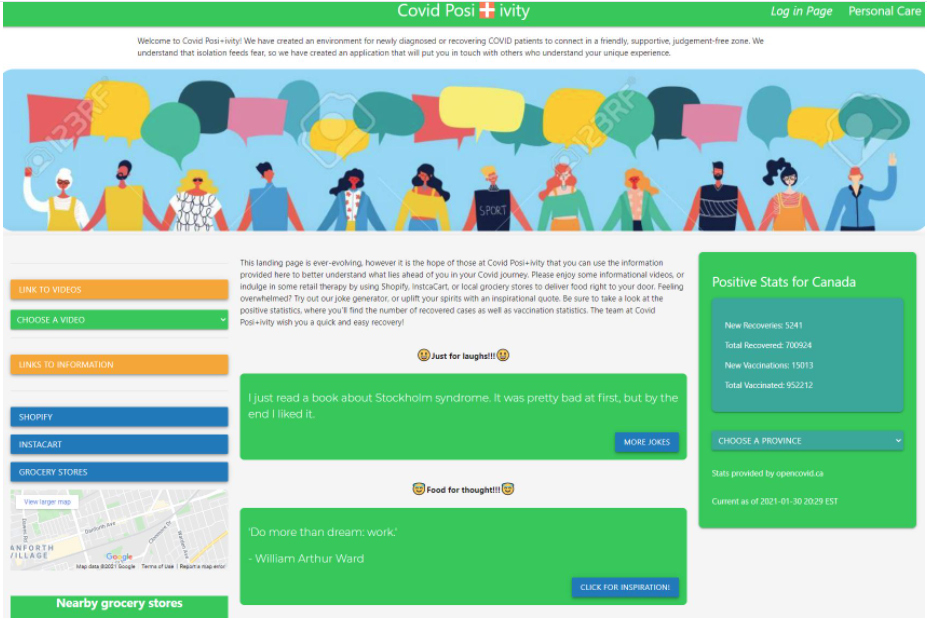 Covid Posi ivity
Log in Page Personal Care
Welcome to Covid Posi+ivity! We have created an environment for newly diagnosed or recovering COVID patients to connect in a friendly, supportive, judgement-free zone. We
understand that isolation feeds fear, so we have created an application that will put you in touch with others who understand your unique experience.
123RF
123RF
SPORT
LINK TO VIDEOS
CHOOSE A VIDEO
LINKS TO INFORMATION
SHOPIFY
INSTACART
GROCERY STORES
View larger map
Danforth Ave
ANFORTH
VILLAGE
Google
Map data ©2021 Google Terms of Use Report a map error
Nearby grocery stores
This landing page is ever-evolving, however it is the hope of those at Covid Posi+ivity that you can use the information
provided here to better understand what lies ahead of you in your Covid journey. Please enjoy some informational videos, or
indulge in some retail therapy by using Shopify, InstcaCart, or local grocery stores to deliver food right to your door. Feeling
overwhelmed? Try out our joke generator, or uplift your spirits with an inspirational quote. Be sure to take a look at the
positive statistics, where you'll find the number of recovered cases as well as vaccination statistics. The team at Covid
Posi+ivity wish you a quick and easy recovery!
Just for laughs!!!
I just read a book about Stockholm syndrome. It was pretty bad at first, but by the
end I liked it.
MORE JOKES
Food for thought!!!
'Do more than dream: work.'
- William Arthur Ward
CLICK FOR INSPIRATION!
Positive Stats for Canada
New Recoveries: 5241
Total Recovered: 700924
New Vaccinations: 15013
Total Vaccinated: 952212
CHOOSE A PROVINCE
Stats provided by opencovid.ca
Current as of 2021-01-30 20:29 EST